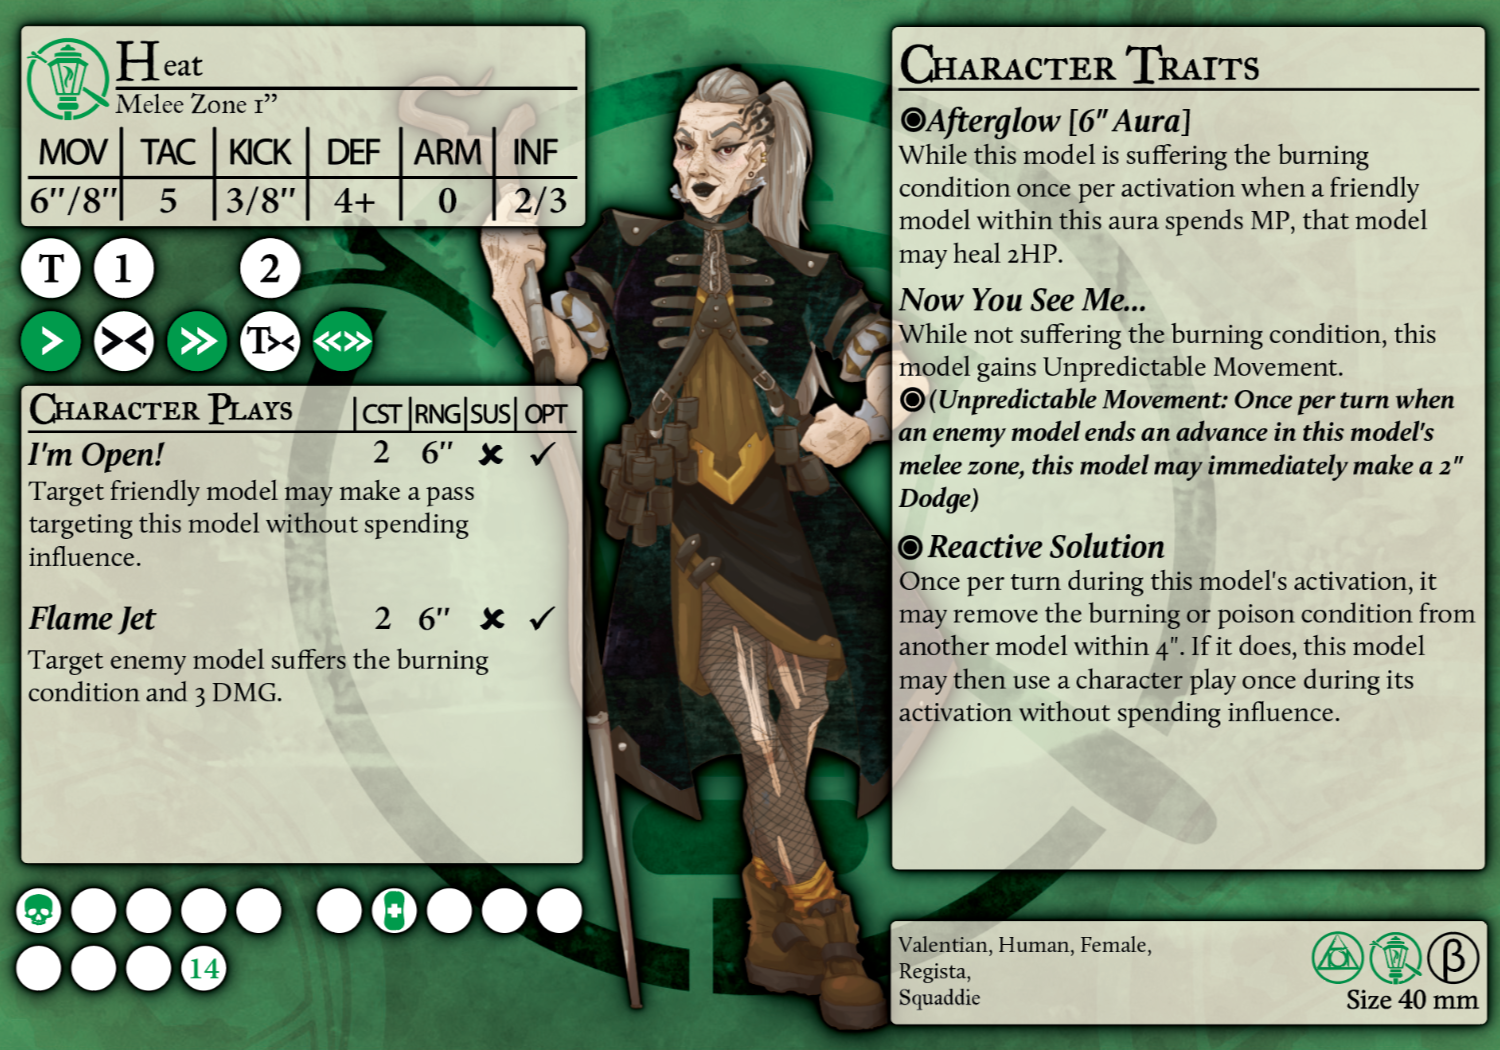 Heat
Melee Zone 1”
MOV TAC KICK DEF ARM INF
6"/8" 5 3/8" 4+ 0 2/3
T 1 2
> >< >> T>< <<>>
Character Plays CST RNG SUS OPT
I'm Open! 2 6" ✘ ✓
Target friendly model may make a pass
targeting this model without spending
influence.
Flame Jet 2 6" ✘ ✓
Target enemy model suffers the burning
condition and 3 DMG.
14
Character Traits
Afterglow [6" Aura]
While this model is suffering the burning
condition once per activation when a friendly
model within this aura spends MP, that model
may heal 2HP.
Now You See Me...
While not suffering the burning condition, this
model gains Unpredictable Movement.
(Unpredictable Movement: Once per turn when
an enemy model ends an advance in this model's
melee zone, this model may immediately make a 2"
Dodge)
Reactive Solution
Once per turn during this model's activation, it
may remove the burning or poison condition from
another model within 4". If it does, this model
may then use a character play once during its
activation without spending influence.
Valentian, Human, Female,
Regista,
Squaddie
β
Size 40 mm